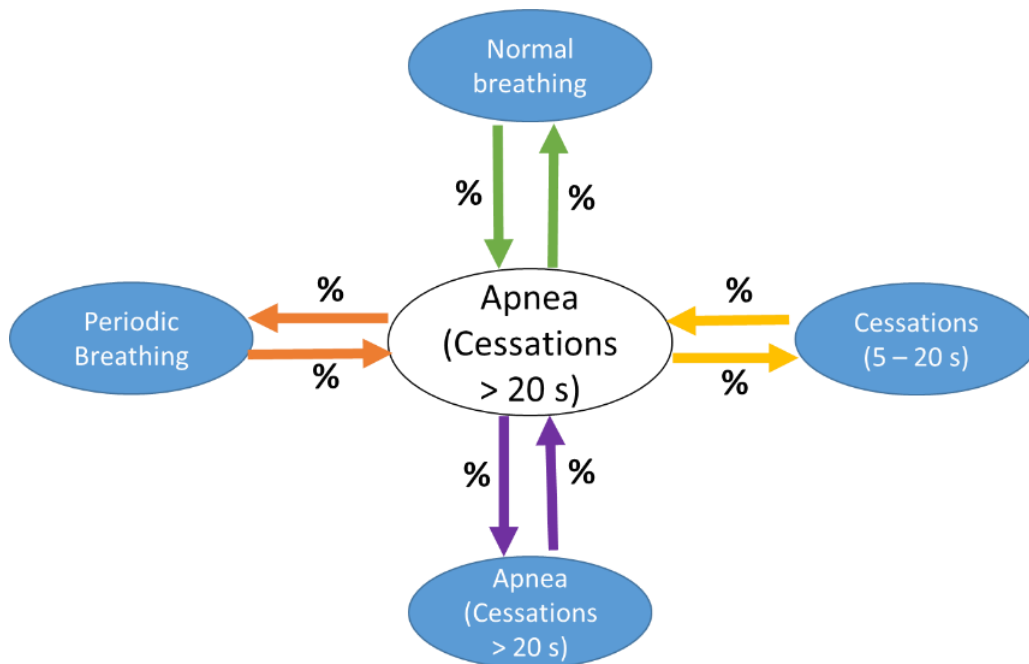 Normal
breathing
%
%
%
%
Periodic
Breathing
Apnea
(Cessations
> 20 s)
Cessations
(5 – 20 s)
%
%
%
%
Apnea
(Cessations
> 20 s)